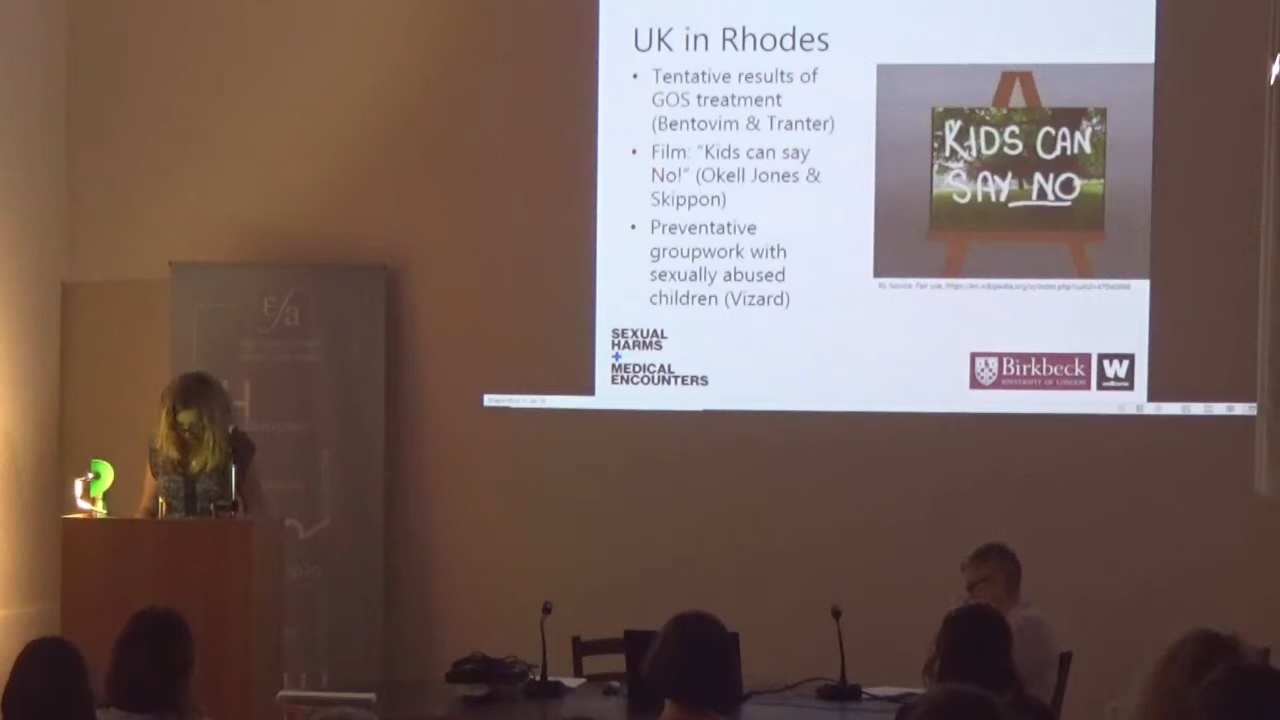 UK in Rhodes
• Tentative results of
GOS treatment
(Bentovim & Tranter)
• Film: "Kids can say
No!" (Okell Jones &
Skippon)
• Preventative
groupwork with
sexually abused
children (Vizard)
KIDS CAN
SAY NO
SEXUAL
HARMS
+
MEDICAL
ENCOUNTERS
Birkbeck
UNIVERSITY OF LONDON
W
wellcome
ε/α
H